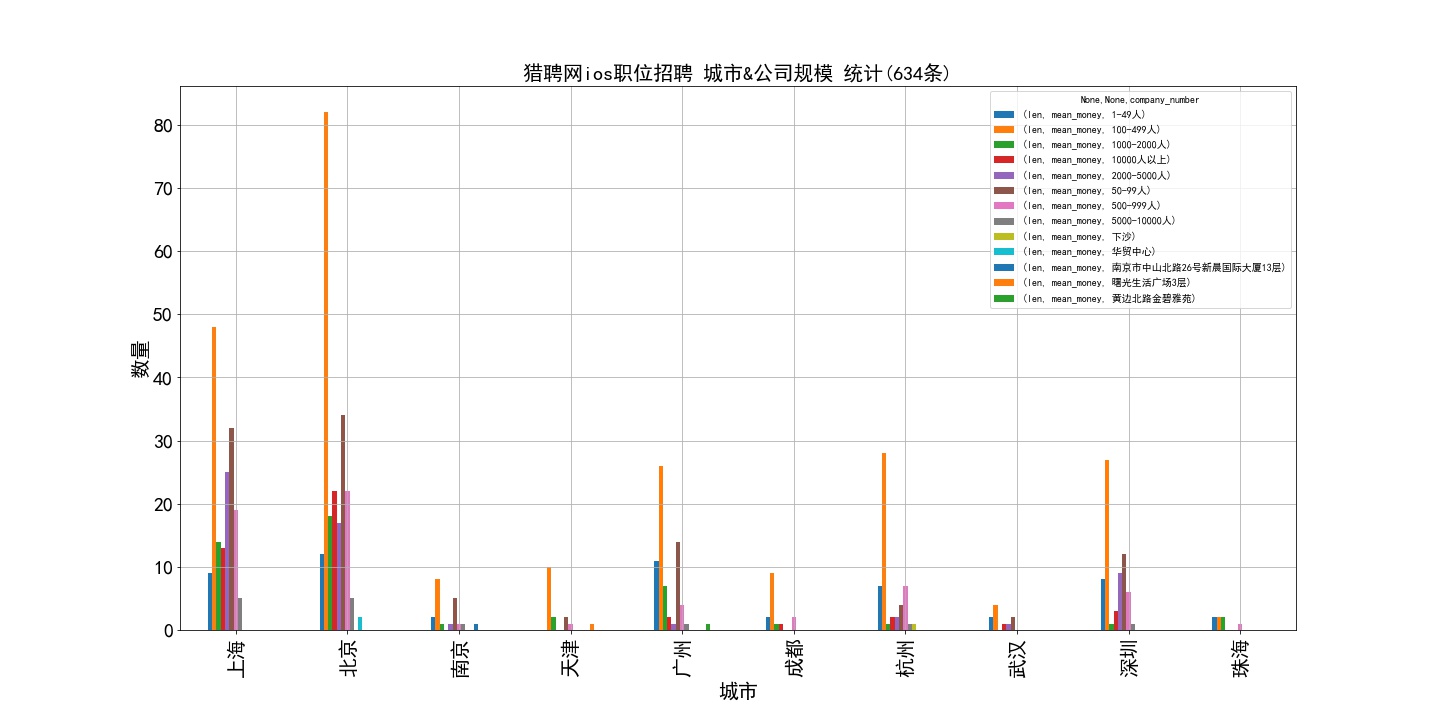 猎聘网ios职位招聘 城市&公司规模 统计(634条)
None,None,company_number
(len, mean_money, 1-49人)
(len, mean_money, 100-499人)
(len, mean_money, 1000-2000人)
(len, mean_money, 10000人以上)
(len, mean_money, 2000-5000人)
(len, mean_money, 50-99人)
(len, mean_money, 500-999人)
(len, mean_money, 5000-10000人)
(len, mean_money, 下沙)
(len, mean_money, 华贸中心)
(len, mean_money, 南京市中山北路26号新晨国际大厦13层)
(len, mean_money, 曙光生活广场3层)
(len, mean_money, 黄边北路金碧雅苑)
数量
80
70
60
50
40
30
20
10
0
上海
北京
南京
天津
广州
成都
杭州
武汉
深圳
珠海
城市